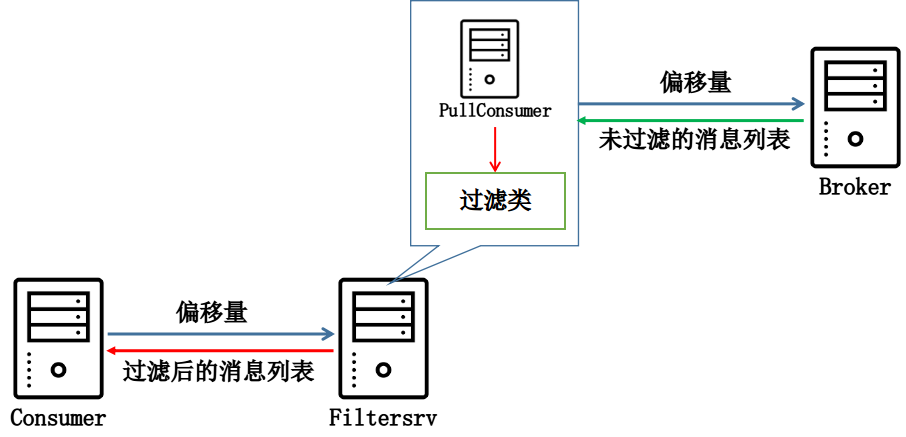 PullConsumer
过滤类
偏移量
未过滤的消息列表
Broker
偏移量
过滤后的消息列表
Consumer
Filtersrv